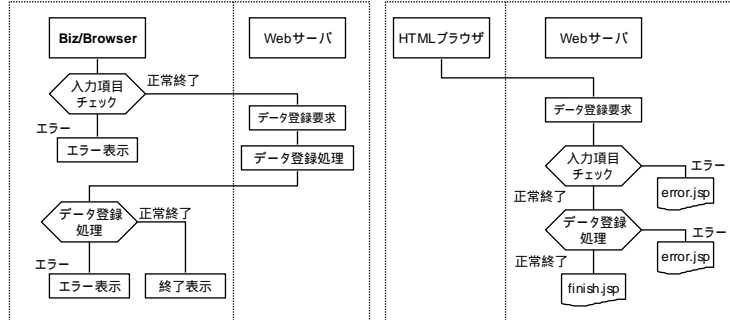 Biz/Browser
Webサーバ
入力項目
チェック
正常終了
エラー
エラー表示
データ登録要求
データ登録処理
データ登録
処理
正常終了
エラー
エラー表示
終了表示
HTMLブラウザ
Webサーバ
データ登録要求
入力項目
チェック
エラー
error.jsp
正常終了
データ登録
処理
エラー
error.jsp
正常終了
finish.jsp